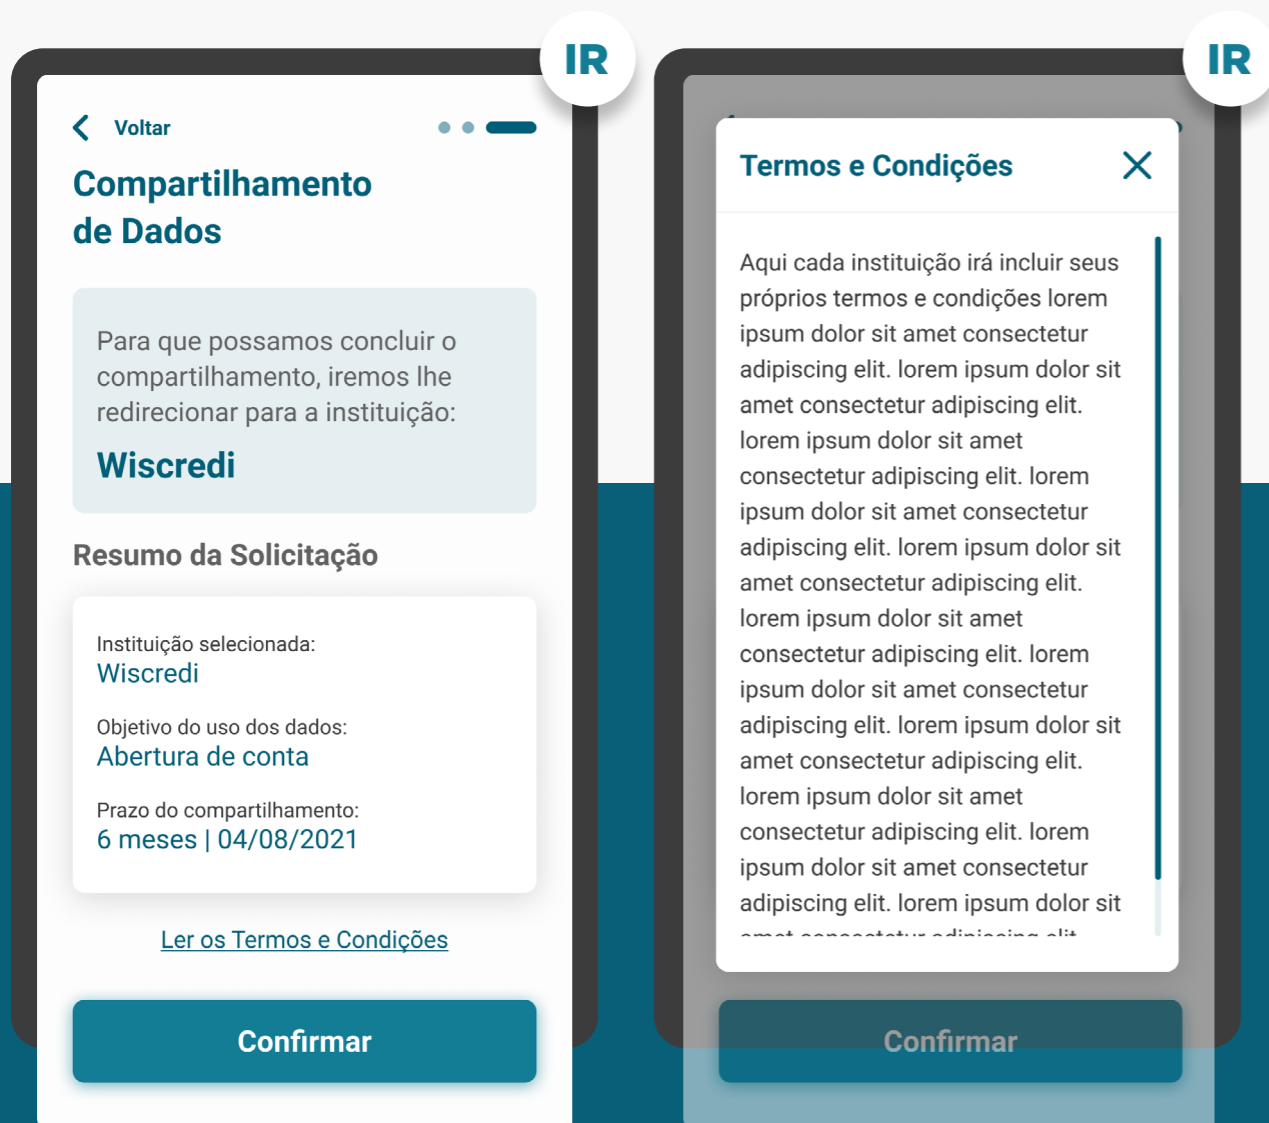 IR
Voltar
Compartilhamento
de Dados
Para que possamos concluir o
compartilhamento, iremos lhe
redirecionar para a instituição:
Wiscredi
Resumo da Solicitação
Instituição selecionada:
Wiscredi
Objetivo do uso dos dados:
Abertura de conta
Prazo do compartilhamento:
6 meses | 04/08/2021
Ler os Termos e Condições
Confirmar
IR
Termos e Condições
Aqui cada instituição irá incluir seus
próprios termos e condições lorem
ipsum dolor sit amet consectetur
adipiscing elit. lorem ipsum dolor sit
amet consectetur adipiscing elit.
lorem ipsum dolor sit amet
consectetur adipiscing elit. lorem
ipsum dolor sit amet consectetur
adipiscing elit. lorem ipsum dolor sit
amet consectetur adipiscing elit.
lorem ipsum dolor sit amet
consectetur adipiscing elit. lorem
ipsum dolor sit amet consectetur
adipiscing elit. lorem ipsum dolor sit
amet consectetur adipiscing elit.
lorem ipsum dolor sit amet
consectetur adipiscing elit. lorem
ipsum dolor sit amet consectetur
adipiscing elit. lorem ipsum dolor sit
amet consectetur adipiscing elit.
Confirmar